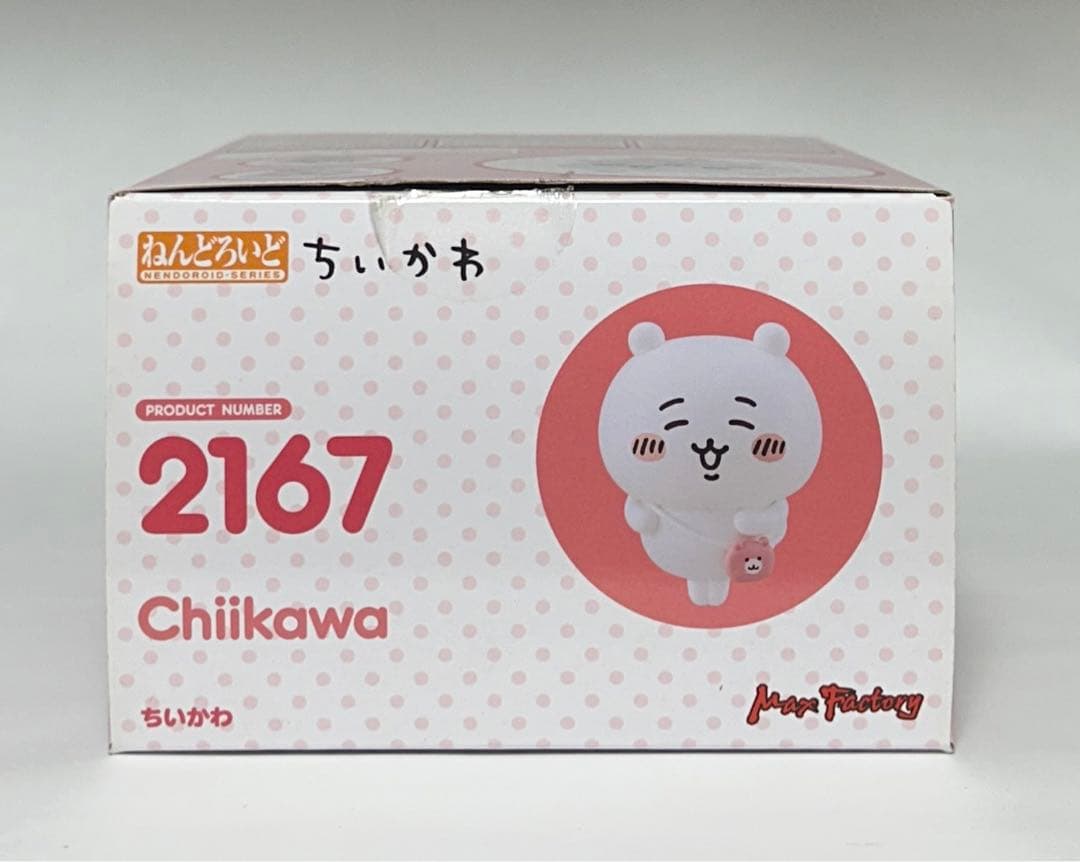 ねんどろいど
NENDOROID-SERIES
ちいかわ
PRODUCT NUMBER
2167
Chiikawa
ちいかわ
Max Factory